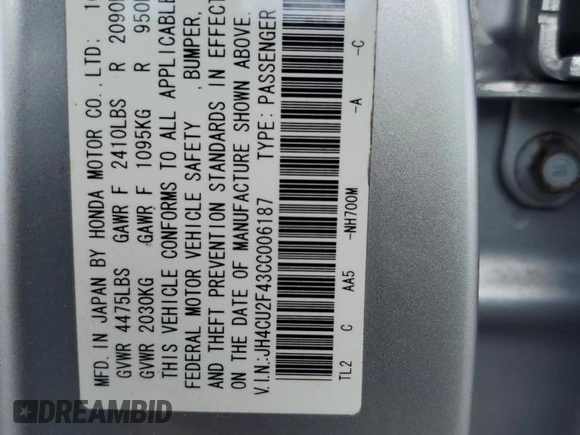 MFD. IN JAPAN BY HONDA MOTOR CO., LTD:
GVWR 4475LBS GAWR F 2410LBS R 2090
GVWR 2030KG GAWR F 1095KG R 950
THIS VEHICLE CONFORMS TO ALL APPLICABLE
FEDERAL MOTOR VEHICLE SAFETY ,BUMPER,
AND THEFT PREVENTION STANDARDS IN EFFECT
ON THE DATE OF MANUFACTURE SHOWN ABOVE.
V.I.N.:JH4CU2F43CC006187 TYPE: PASSENGER
TL2 C AA5 -NH700M -A -C
DREAMBID